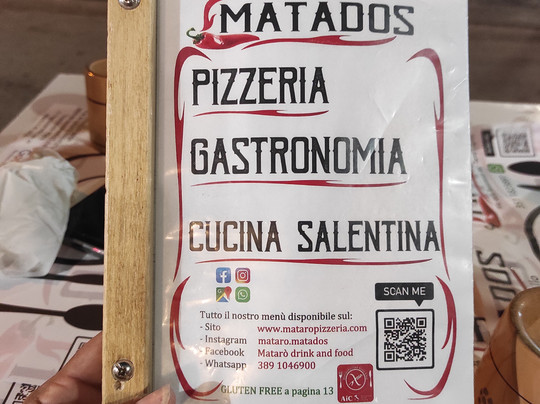 MATADOS
PIZZERIA
GASTRONOMIA
CUCINA SALENTINA
SCAN ME
Tutto il nostro menù disponibile sul:
- Sito www.mataropizzeria.com
- Instagram mataro.matados
- Facebook Matarò drink and food
- Whatsapp 389 1046900
GLUTEN FREE a pagina 13
AIC